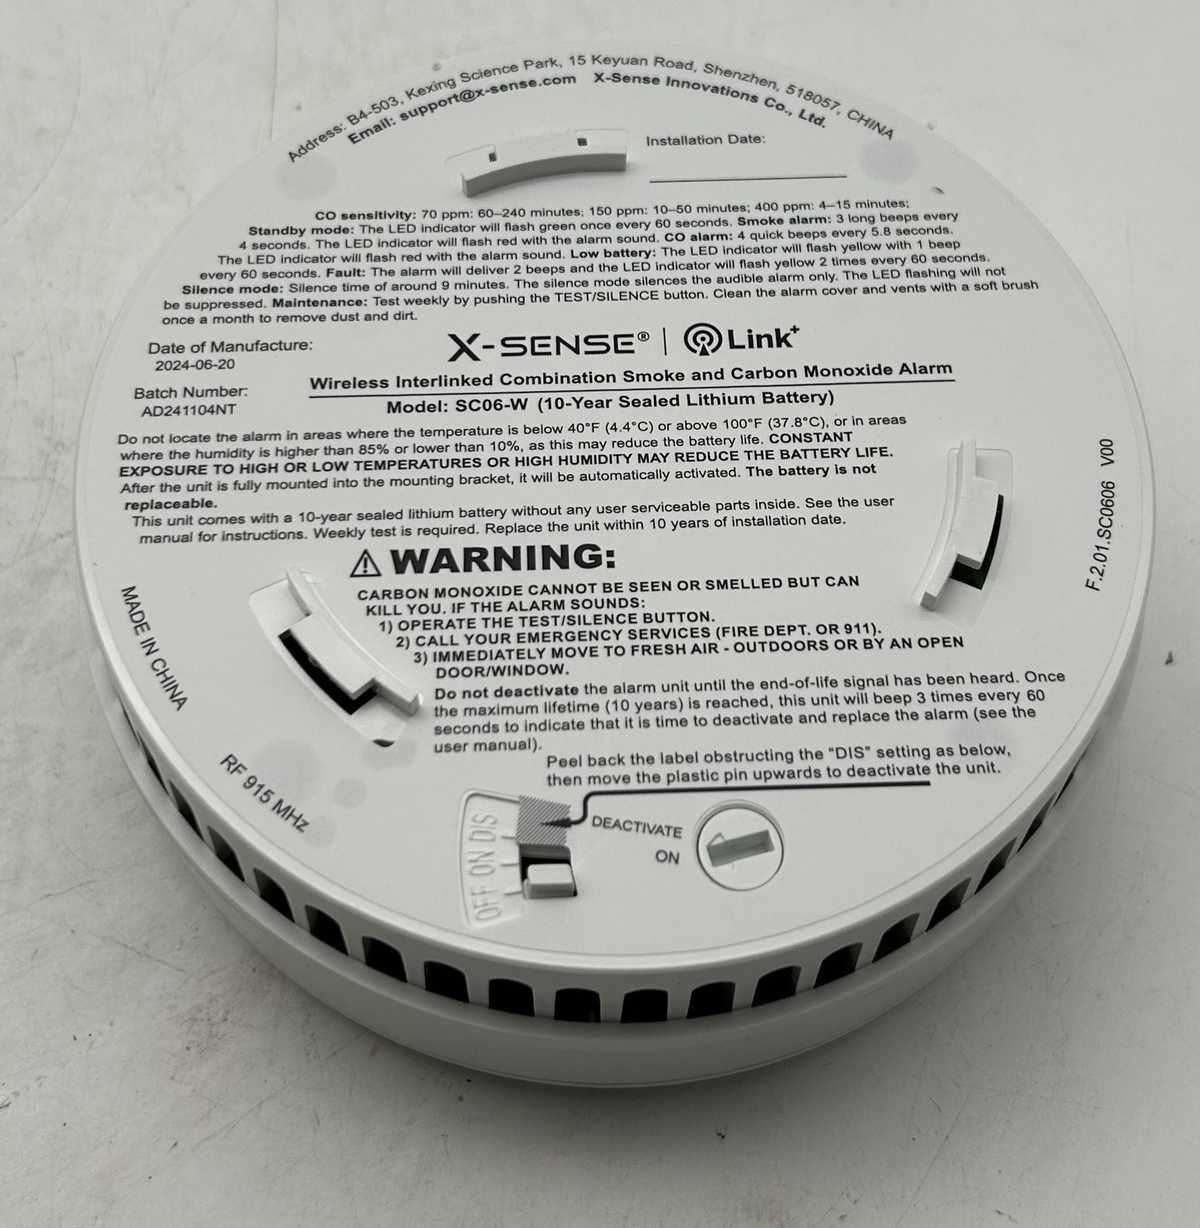 Address: B4-503, Kexing Science Park, 15 Keyuan Road, Shenzhen, 518057, CHINA
Email: support@x-sense.com X-Sense Innovations Co., Ltd.
Installation Date:
CO sensitivity: 70 ppm: 60–240 minutes; 150 ppm: 10–50 minutes; 400 ppm: 4–15 minutes;
Standby mode: The LED indicator will flash green once every 60 seconds. Smoke alarm: 3 long beeps every
4 seconds. The LED indicator will flash red with the alarm sound. CO alarm: 4 quick beeps every 5.8 seconds.
The LED indicator will flash red with the alarm sound. Low battery: The LED indicator will flash yellow with 1 beep
every 60 seconds. Fault: The alarm will deliver 2 beeps and the LED indicator will flash yellow 2 times every 60 seconds.
Silence mode: Silence time of around 9 minutes. The silence mode silences the audible alarm only. The LED flashing will not
be suppressed. Maintenance: Test weekly by pushing the TEST/SILENCE button. Clean the alarm cover and vents with a soft brush
once a month to remove dust and dirt.
X-SENSE® | Link+
Date of Manufacture:
2024-06-20
Batch Number:
AD241104NT
Wireless Interlinked Combination Smoke and Carbon Monoxide Alarm
Model: SC06-W (10-Year Sealed Lithium Battery)
Do not locate the alarm in areas where the temperature is below 40°F (4.4°C) or above 100°F (37.8°C), or in areas
where the humidity is higher than 85% or lower than 10%, as this may reduce the battery life. CONSTANT
EXPOSURE TO HIGH OR LOW TEMPERATURES OR HIGH HUMIDITY MAY REDUCE THE BATTERY LIFE.
After the unit is fully mounted into the mounting bracket, it will be automatically activated. The battery is not
replaceable.
This unit comes with a 10-year sealed lithium battery without any user serviceable parts inside. See the user
manual for instructions. Weekly test is required. Replace the unit within 10 years of installation date.
WARNING:
CARBON MONOXIDE CANNOT BE SEEN OR SMELLED BUT CAN
KILL YOU. IF THE ALARM SOUNDS:
1) OPERATE THE TEST/SILENCE BUTTON.
2) CALL YOUR EMERGENCY SERVICES (FIRE DEPT. OR 911).
3) IMMEDIATELY MOVE TO FRESH AIR - OUTDOORS OR BY AN OPEN
DOOR/WINDOW.
Do not deactivate the alarm unit until the end-of-life signal has been heard. Once
the maximum lifetime (10 years) is reached, this unit will beep 3 times every 60
seconds to indicate that it is time to deactivate and replace the alarm (see the
user manual).
Peel back the label obstructing the "DIS" setting as below,
then move the plastic pin upwards to deactivate the unit.
DEACTIVATE
ON
OFF ON DIS
MADE IN CHINA
RF 915 MHz
F.2.01.SC0606 V00